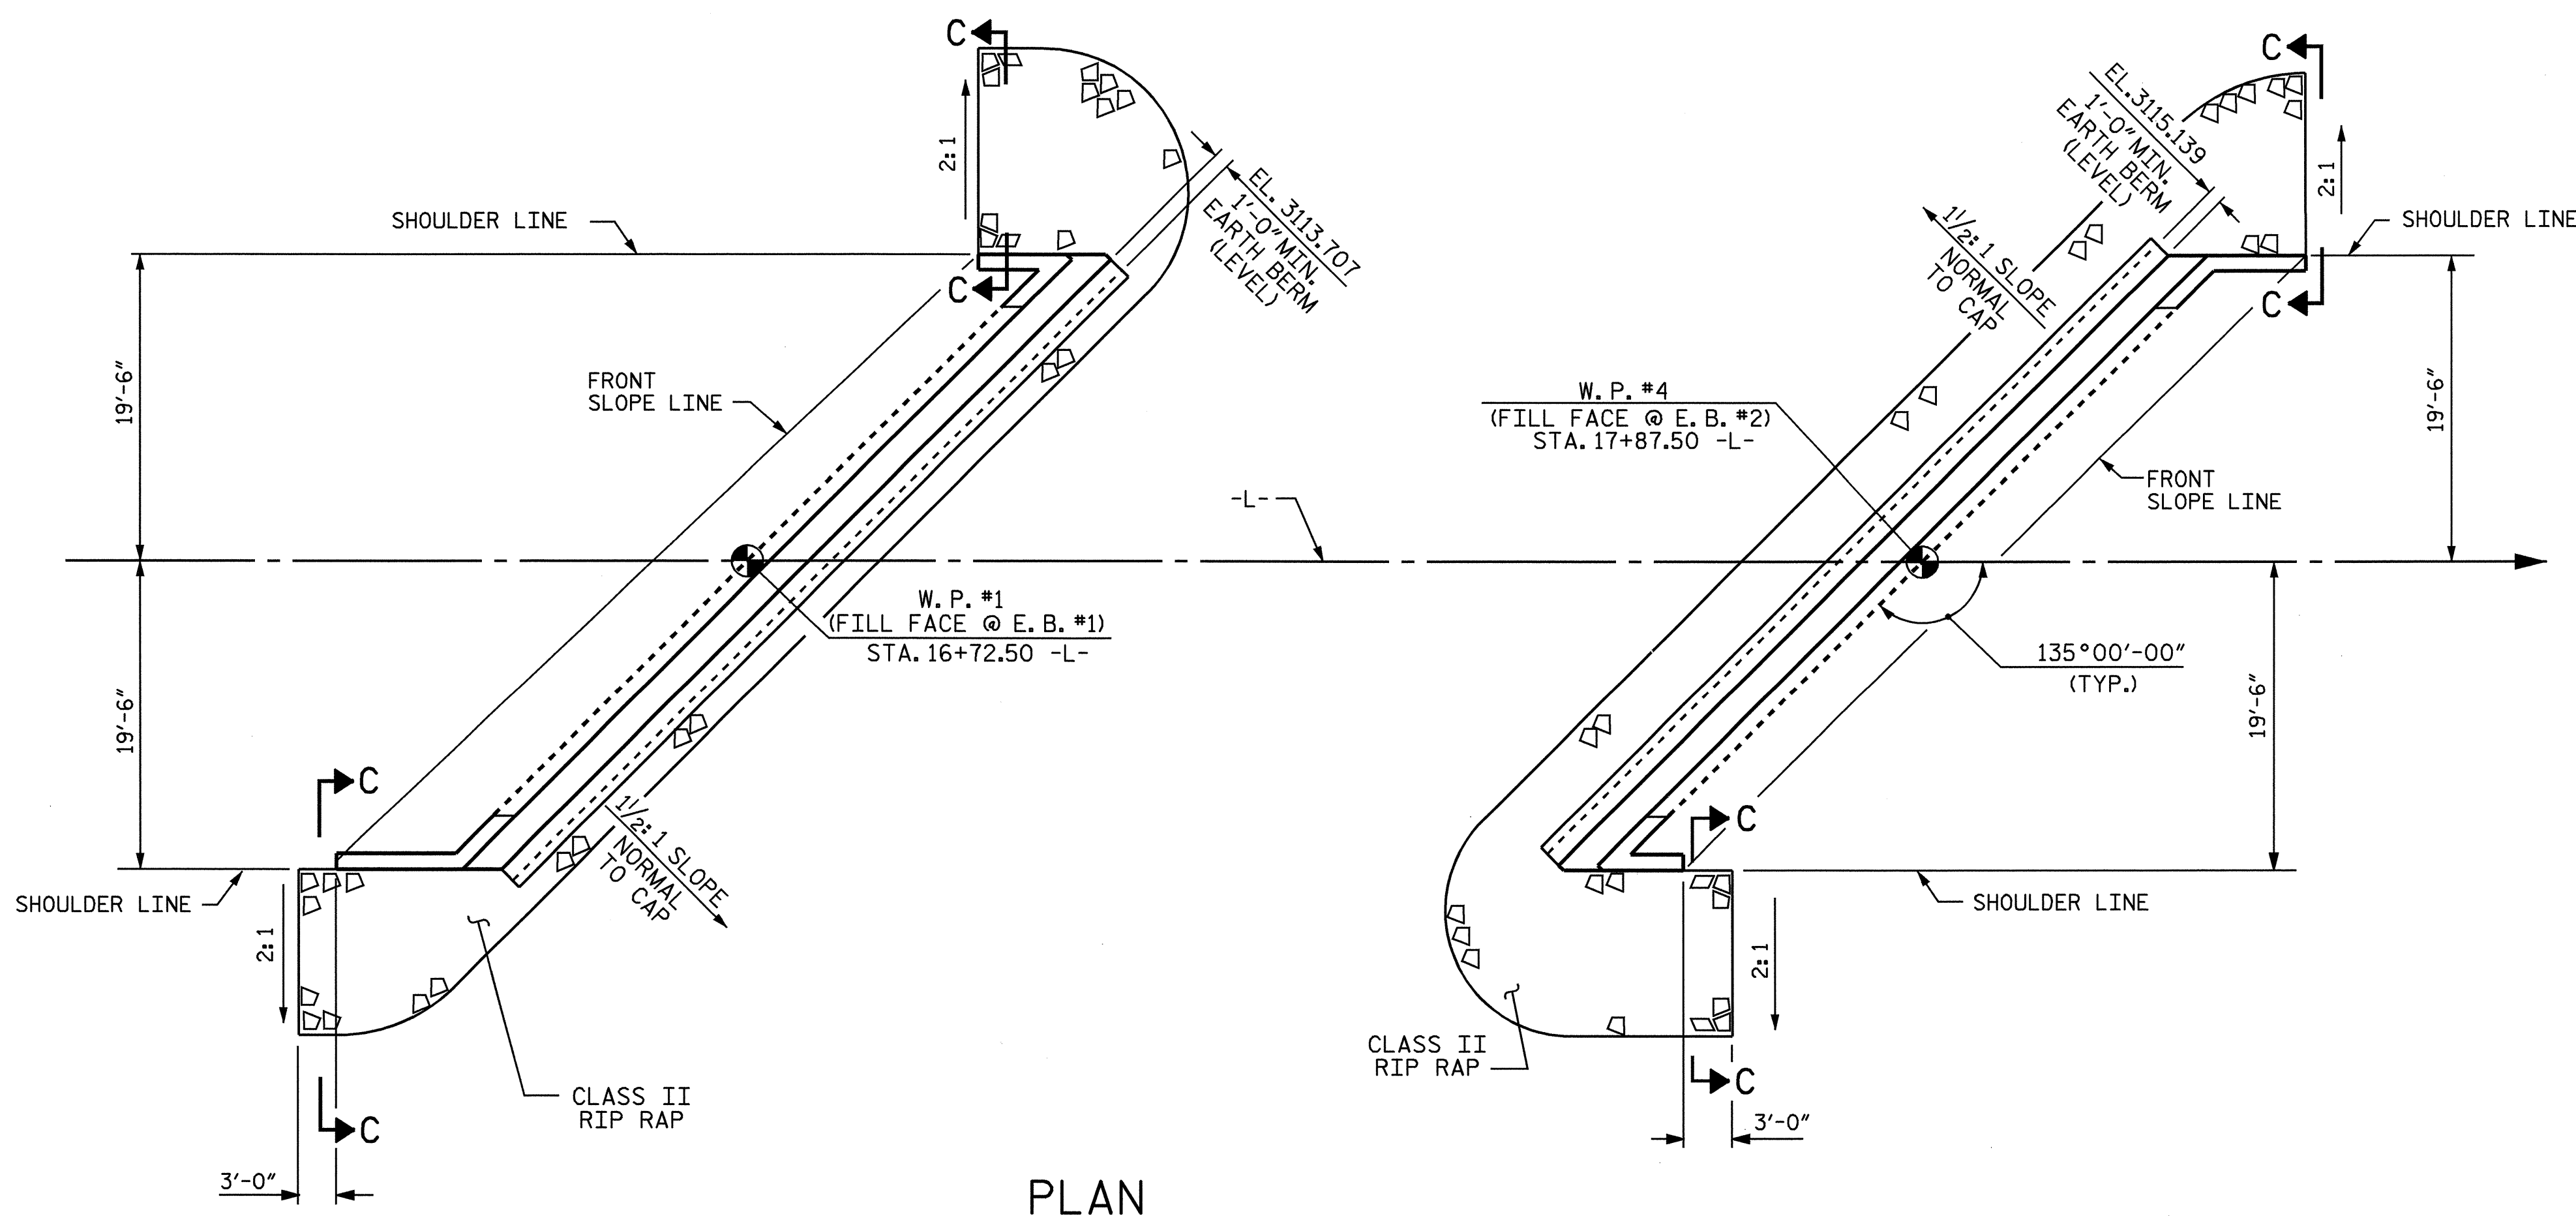 C
C
2:1
EL. 3113.707
1'-0" MIN.
EARTH BERM
(LEVEL)
EL. 3115.139
1'-0" MIN.
EARTH BERM
(LEVEL)
2:1
SHOULDER LINE
SHOULDER LINE
1 1/2:1 SLOPE
NORMAL
TO CAP
C
C
19'-6"
FRONT
SLOPE LINE
W.P. #4
(FILL FACE @ E.B. #2)
STA. 17+87.50 -L-
19'-6"
FRONT
SLOPE LINE
-L-
W.P. #1
(FILL FACE @ E.B. #1)
STA. 16+72.50 -L-
135°00'-00"
(TYP.)
19'-6"
19'-6"
C
C
1 1/2:1 SLOPE
NORMAL
TO CAP
SHOULDER LINE
SHOULDER LINE
2:1
2:1
CLASS II
RIP RAP
CLASS II
RIP RAP
C
C
3'-0"
3'-0"
PLAN